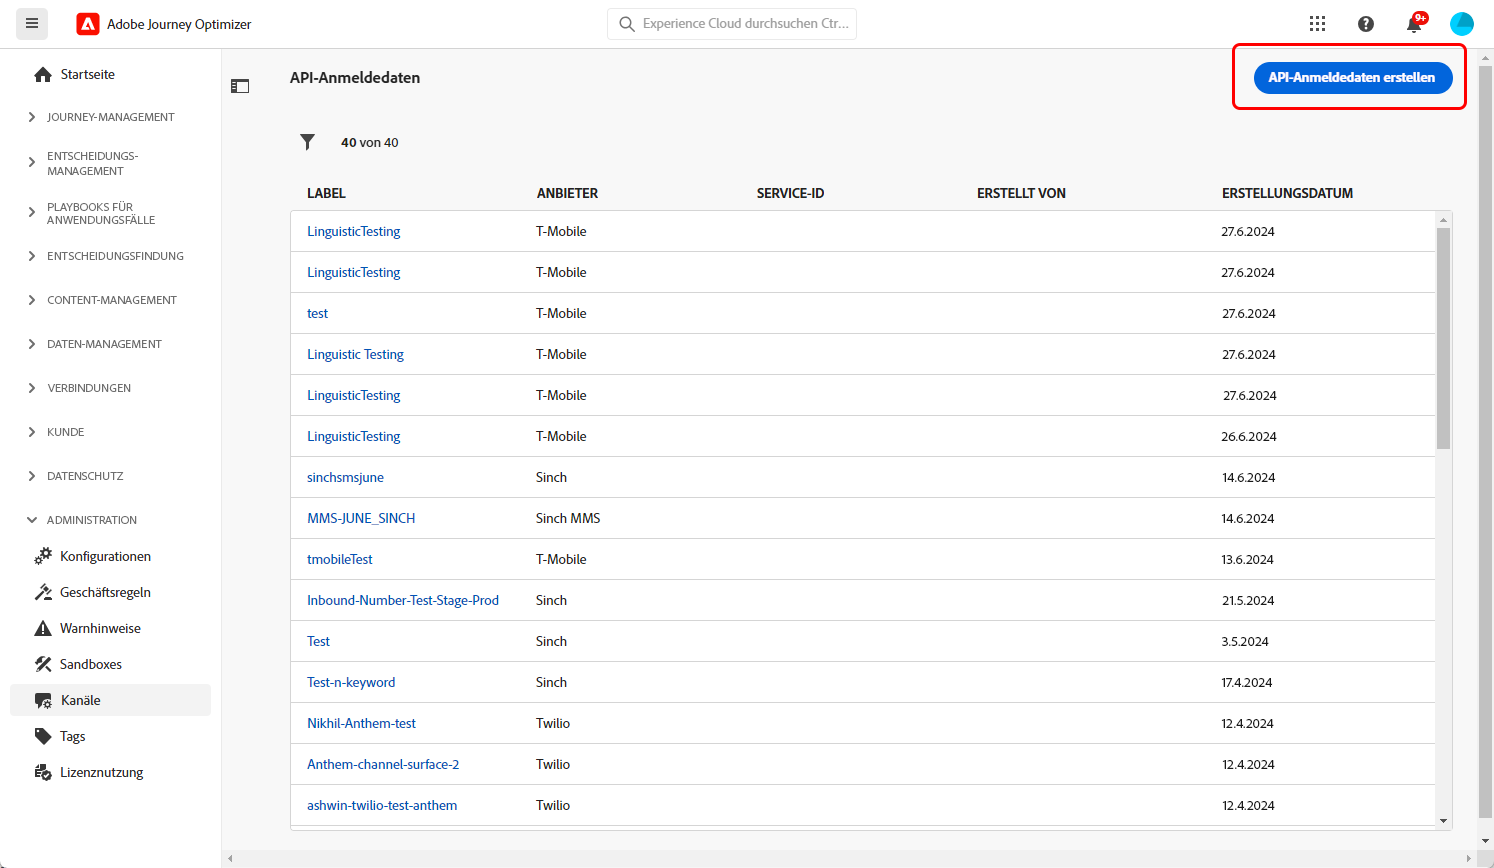 Adobe Journey Optimizer
Experience Cloud durchsuchen Ctr...
9+
Startseite
JOURNEY-MANAGEMENT
ENTSCHEIDUNGS-
MANAGEMENT
PLAYBOOKS FÜR
ANWENDUNGSFÄLLE
ENTSCHEIDUNGSFINDUNG
CONTENT-MANAGEMENT
DATEN-MANAGEMENT
VERBINDUNGEN
KUNDE
DATENSCHUTZ
ADMINISTRATION
Konfigurationen
Geschäftsregeln
Warnhinweise
Sandboxes
Kanäle
Tags
Lizenznutzung
API-Anmeldedaten
API-Anmeldedaten erstellen
40 von 40
LABEL ANBIETER SERVICE-ID ERSTELLT VON ERSTELLUNGSDATUM
LinguisticTesting T-Mobile 27.6.2024
LinguisticTesting T-Mobile 27.6.2024
test T-Mobile 27.6.2024
Linguistic Testing T-Mobile 27.6.2024
LinguisticTesting T-Mobile 27.6.2024
LinguisticTesting T-Mobile 26.6.2024
sinchsmsjune Sinch 14.6.2024
MMS-JUNE_SINCH Sinch MMS 14.6.2024
tmobileTest T-Mobile 13.6.2024
Inbound-Number-Test-Stage-Prod Sinch 21.5.2024
Test Sinch 3.5.2024
Test-n-keyword Sinch 17.4.2024
Nikhil-Anthem-test Twilio 12.4.2024
Anthem-channel-surface-2 Twilio 12.4.2024
ashwin-twilio-test-anthem Twilio 12.4.2024